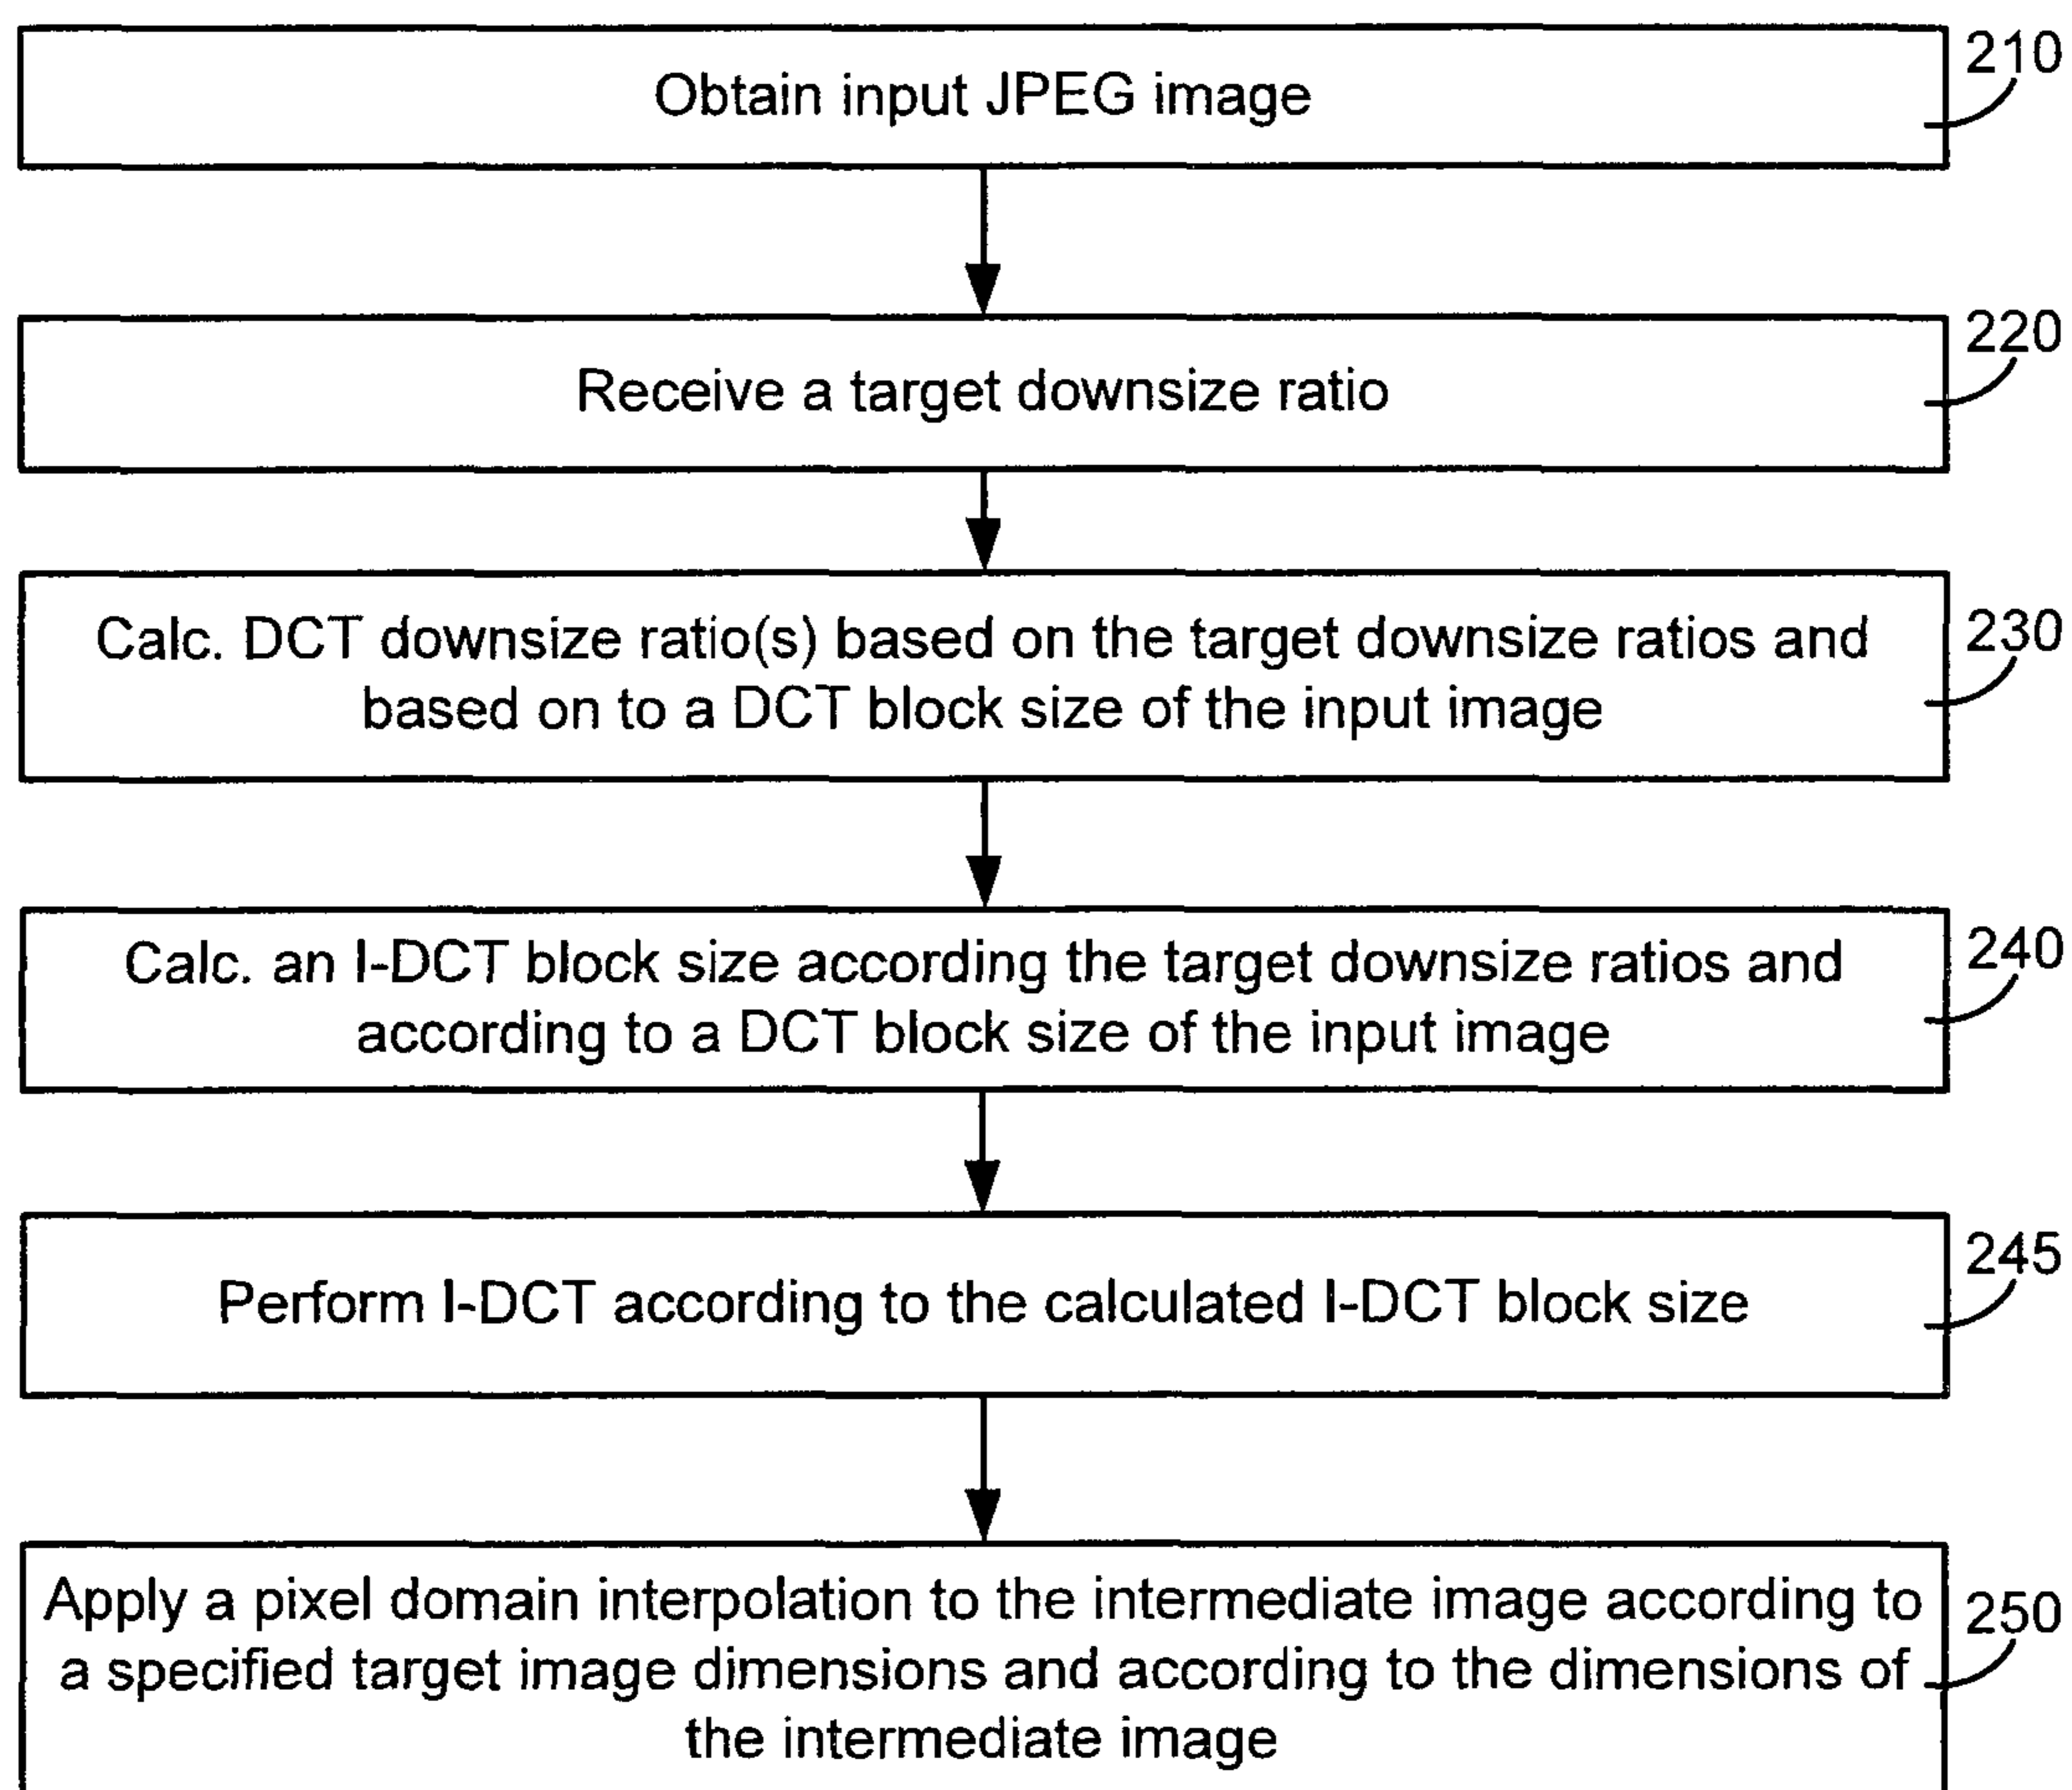 210
Obtain input JPEG image
220
Receive a target downsize ratio
230
Calc. DCT downsize ratio(s) based on the target downsize ratios and
based on to a DCT block size of the input image
240
Calc. an I-DCT block size according the target downsize ratios and
according to a DCT block size of the input image
245
Perform I-DCT according to the calculated I-DCT block size
250
Apply a pixel domain interpolation to the intermediate image according to
a specified target image dimensions and according to the dimensions of
the intermediate image